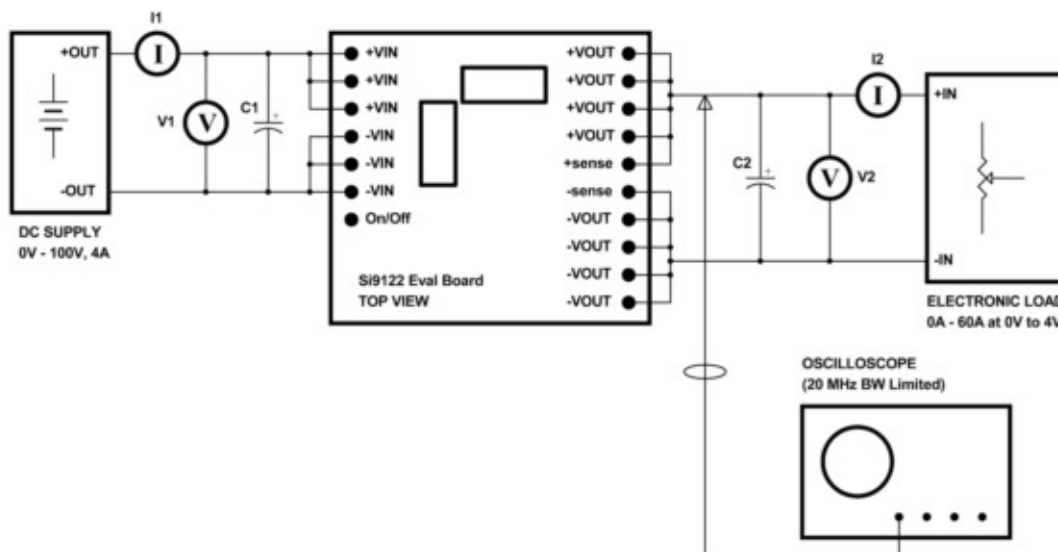 I1
+OUT
I
V1
V
C1
+
-OUT
DC SUPPLY
0V - 100V, 4A
+VIN
+VIN
+VIN
-VIN
-VIN
-VIN
On/Off
Si9122 Eval Board
TOP VIEW
+VOUT
+VOUT
+VOUT
+VOUT
+sense
-sense
-VOUT
-VOUT
-VOUT
-VOUT
I2
I
C2
+
V
V2
+IN
-IN
ELECTRONIC LOAD
0A - 60A at 0V to 4V
OSCILLOSCOPE
(20 MHz BW Limited)